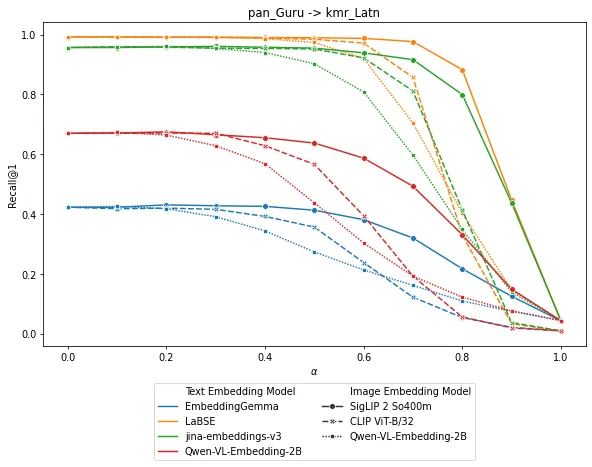 pan_Guru -> kmr_Latn
1.0
0.8
0.6
0.4
0.2
0.0
Recall@1
0.0 0.2 0.4 0.6 0.8 1.0
α
Text Embedding Model
EmbeddingGemma
LaBSE
jina-embeddings-v3
Qwen-VL-Embedding-2B
Image Embedding Model
SigLIP 2 So400m
CLIP ViT-B/32
Qwen-VL-Embedding-2B